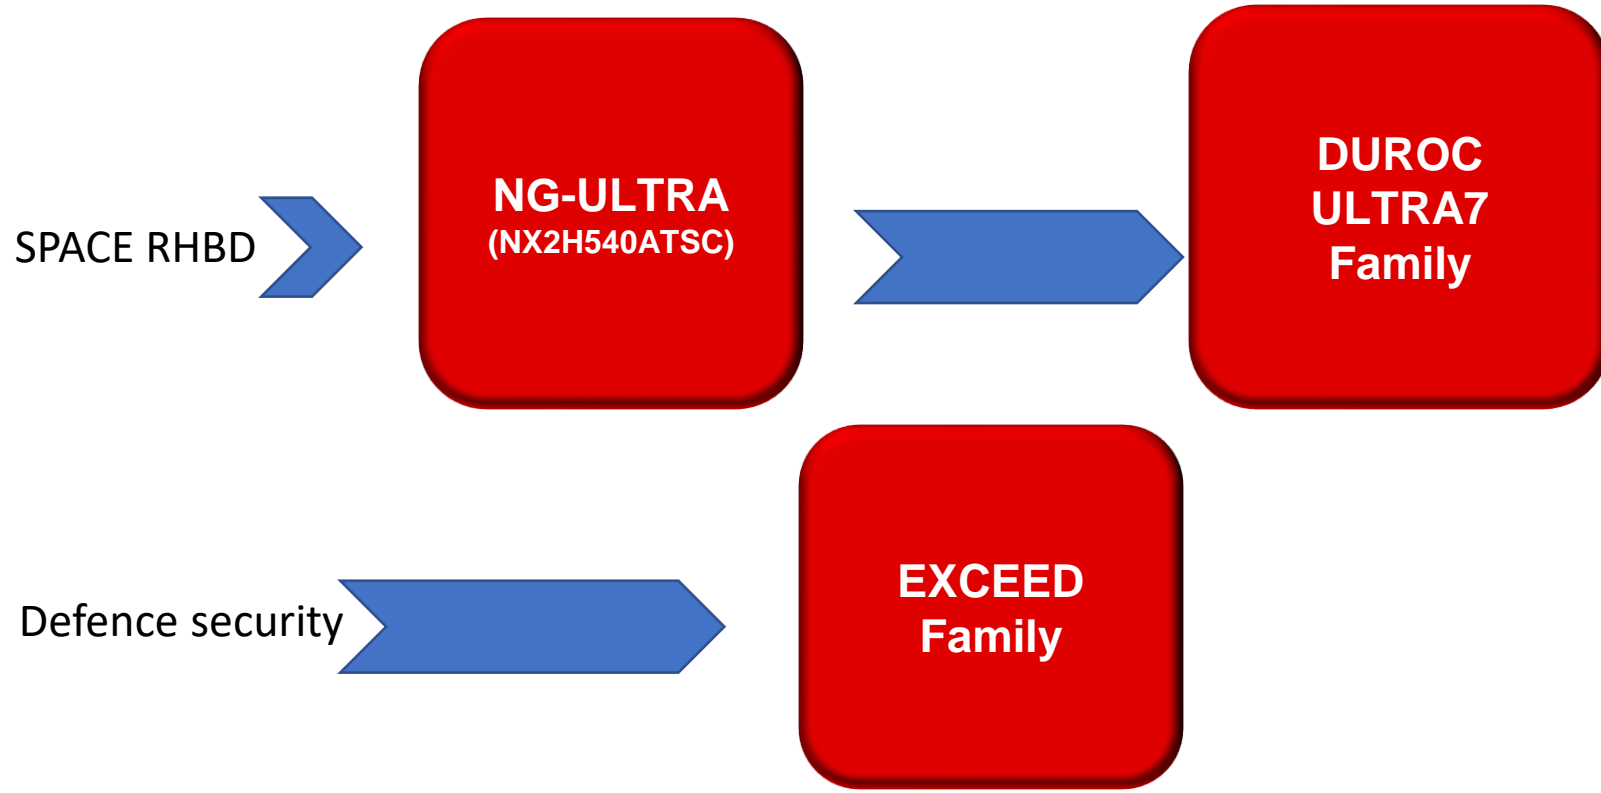 SPACE RHBD
NG-ULTRA
(NX2H540ATSC)
DUROC
ULTRA7
Family
Defence security
EXCEED
Family